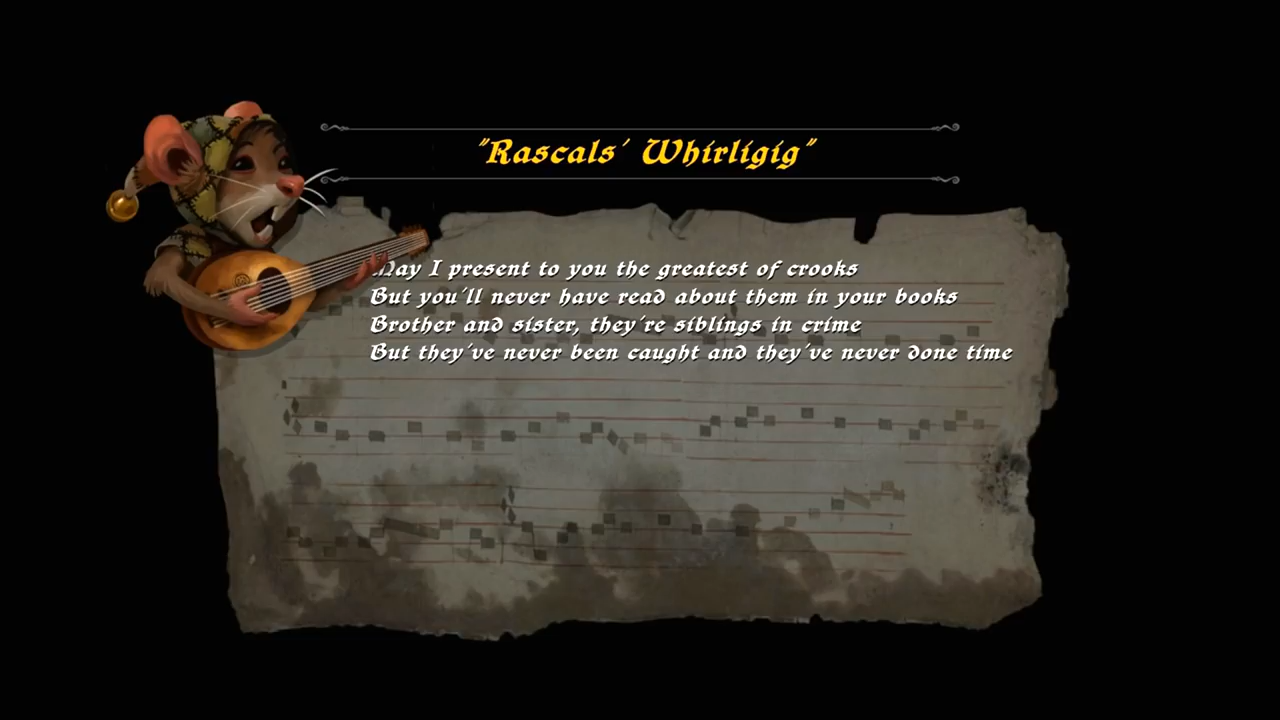 "Rascals' Whirligig"
May I present to you the greatest of crooks
But you'll never have read about them in your books
Brother and sister, they're siblings in crime
But they've never been caught and they've never done time